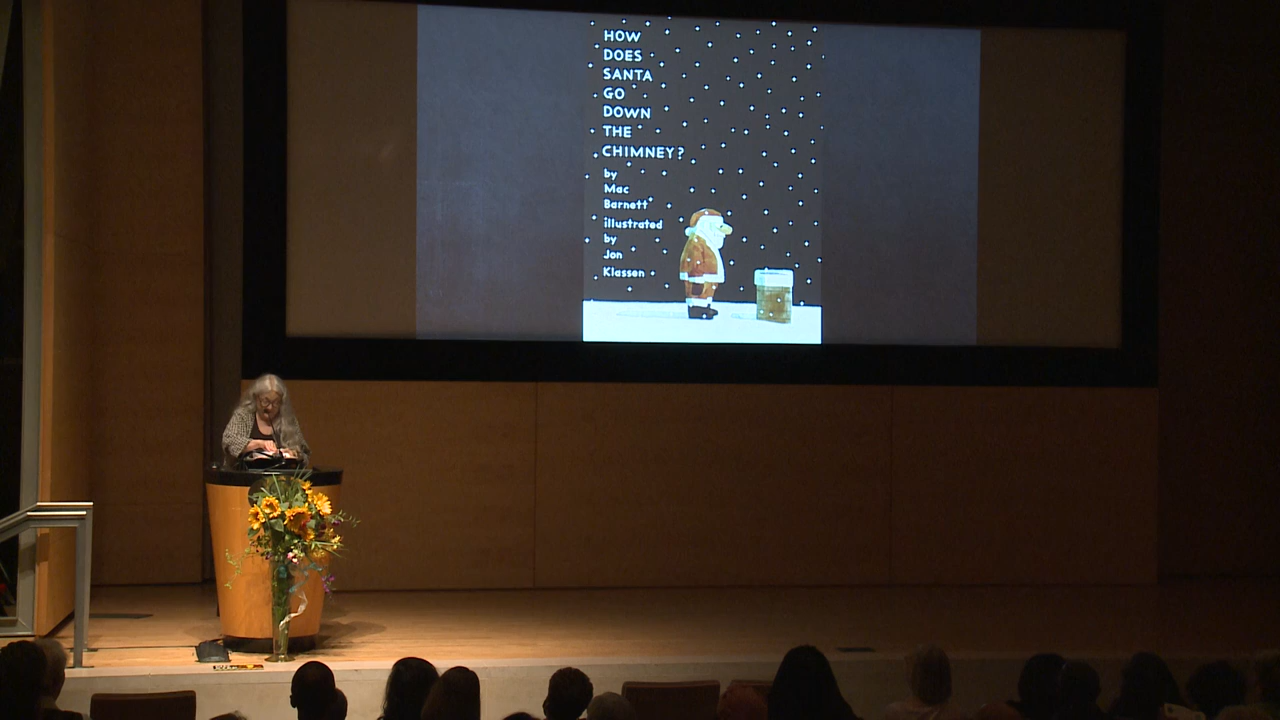 HOW
DOES
SANTA
GO
DOWN
THE
CHIMNEY?
by
Mac
Barnett
illustrated
by
Jon
Klassen